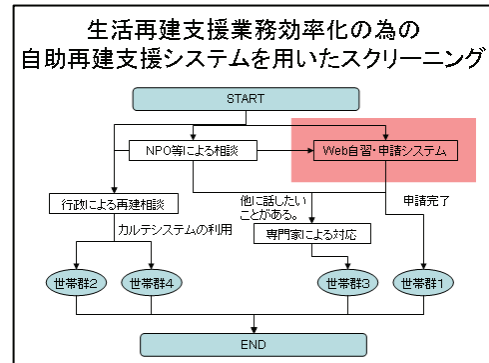 生活再建支援業務効率化の為の
自助再建支援システムを用いたスクリーニング
START
NPO等による相談
Web自習・申請システム
行政による再建相談
他に話したい
ことがある。
申請完了
カルテシステムの利用
専門家による対応
世帯群2
世帯群4
世帯群3
世帯群1
END